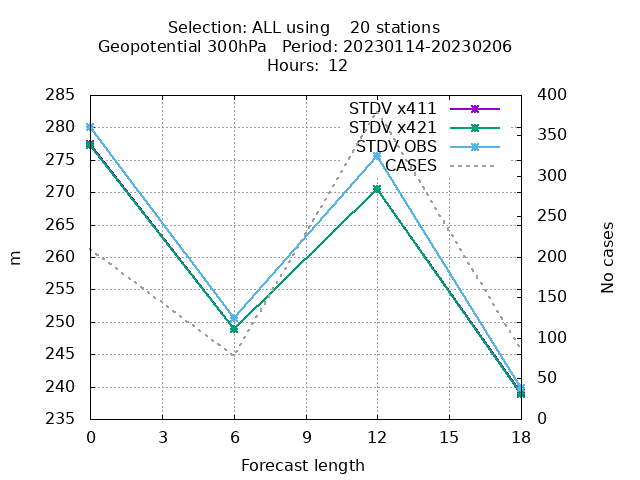 Selection: ALL using 20 stations
Geopotential 300hPa Period: 20230114-20230206
Hours: 12
STDV x411
STDV x421
STDV OBS
CASES
285
280
275
270
265
260
255
250
245
240
235
m
400
350
300
250
200
150
100
50
0
No cases
0 3 6 9 12 15 18
Forecast length